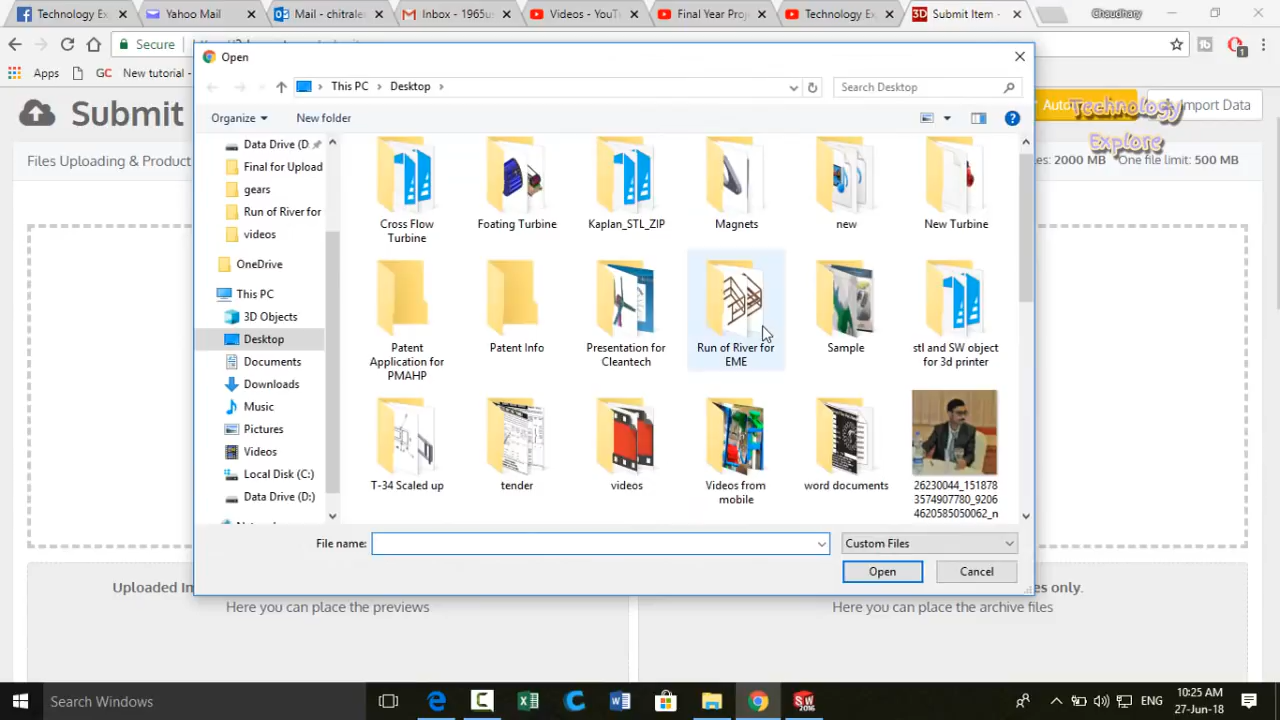 Technology Ex
Yahoo Mail
Mail - chitrales
Inbox - 1965us
Videos - YouTu
Final Year Proj
Technology Ex
Submit Item -
Chaudhary
Secure
Apps
GC
New tutorial -
Submit
Import Data
Technology
Explore
Files Uploading & Product
2000 MB One file limit: 500 MB
Open
This PC
Desktop
Search Desktop
Organize
New folder
Data Drive (D
Final for Upload
gears
Run of River for
videos
OneDrive
This PC
3D Objects
Desktop
Documents
Downloads
Music
Pictures
Videos
Local Disk (C:)
Data Drive (D:)
Cross Flow
Turbine
Foating Turbine
Kaplan_STL_ZIP
Magnets
new
New Turbine
Patent
Application for
PMAHP
Patent Info
Presentation for
Cleantech
Run of River for
EME
Sample
stl and SW object
for 3d printer
T-34 Scaled up
tender
videos
Videos from
mobile
word documents
26230044_151878
3574907780_9206
4620585050062_n
File name:
Custom Files
Open
Cancel
Uploaded In
es only.
Here you can place the previews
Here you can place the archive files
Search Windows
SW
2016
ENG
10:25 AM
27-Jun-18